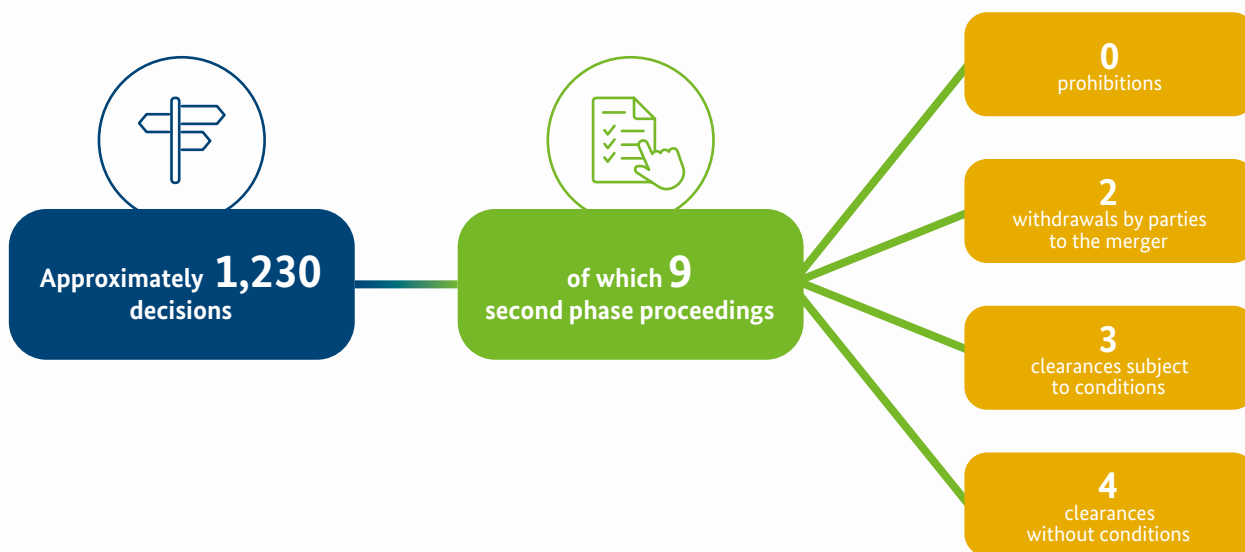 Approximately 1,230
decisions
of which 9
second phase proceedings
0
prohibitions
2
withdrawals by parties
to the merger
3
clearances subject
to conditions
4
clearances
without conditions